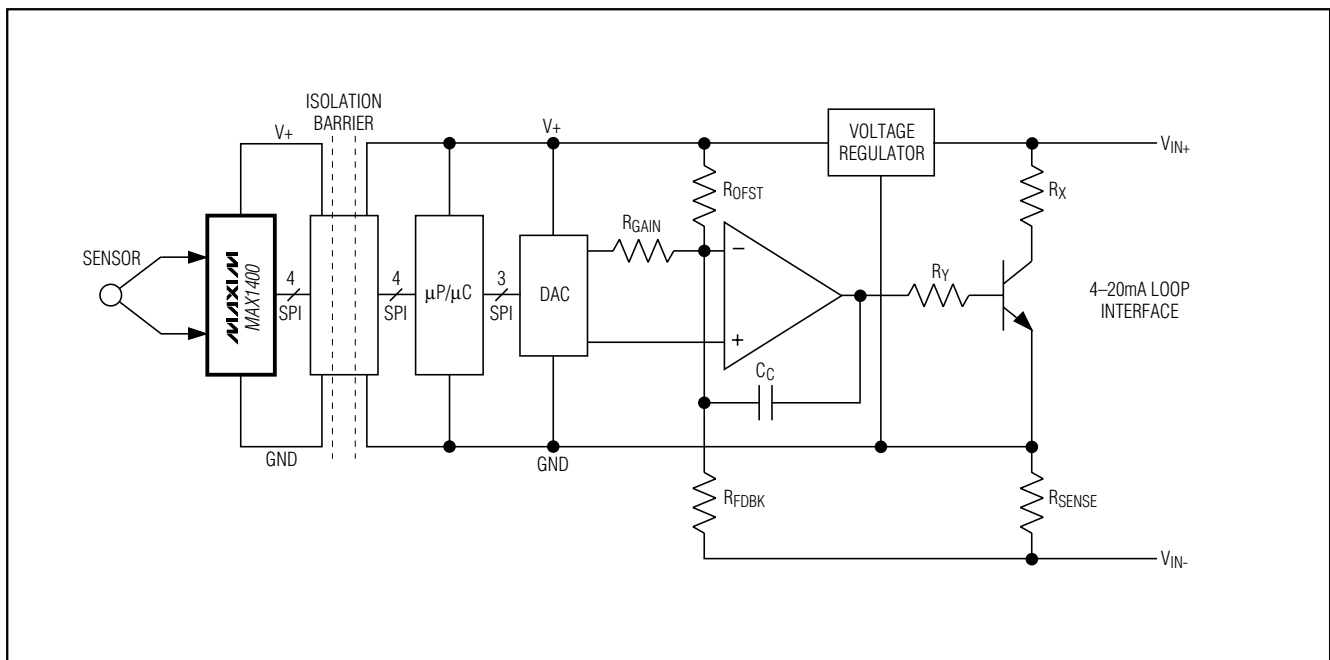 ISOLATION
BARRIER
V+
V+
VOLTAGE
REGULATOR
VIN+
ROFST
RX
RGAIN
SENSOR
MAXIM
MAX1400
4
SPI
4
SPI
µP/µC
3
SPI
DAC
−
+
RY
4–20mA LOOP
INTERFACE
CC
GND
GND
RFDBK
RSENSE
VIN-